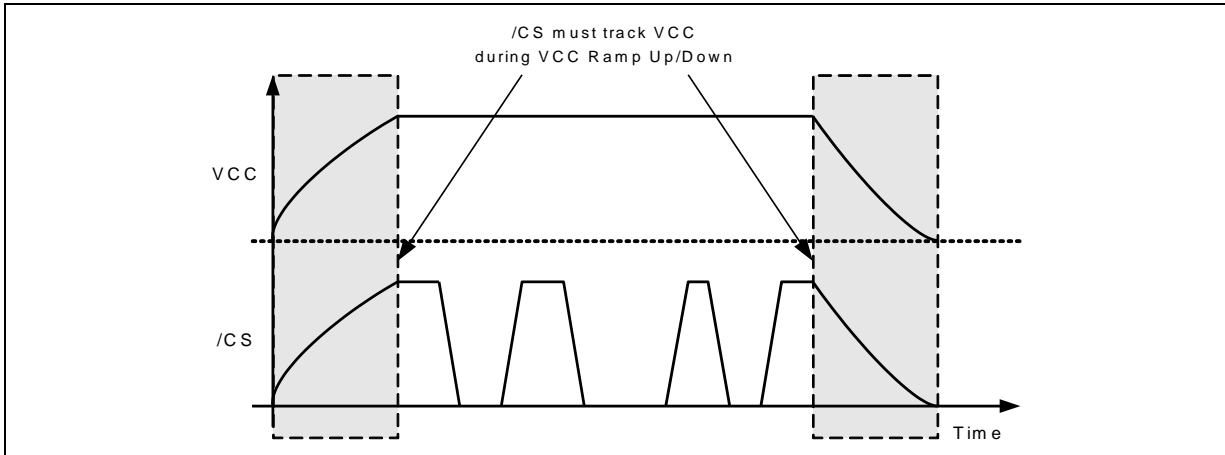 /CS must track VCC
during VCC Ramp Up/Down
VCC
/CS
Time